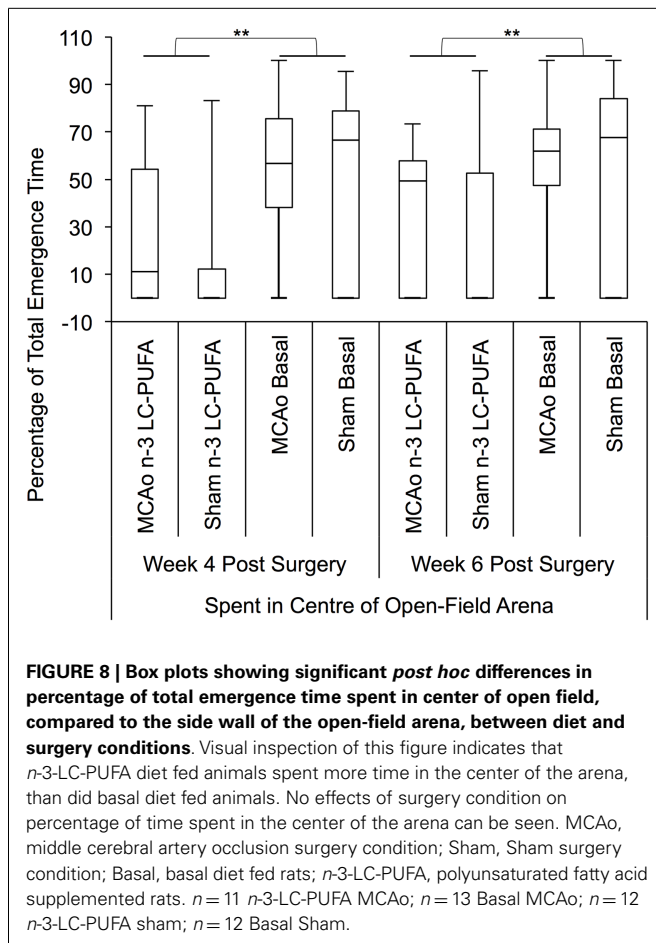 110
90
70
50
30
10
-10
Percentage of Total Emergence Time
** **
MCAo n-3 LC-PUFA
Sham n-3 LC-PUFA
MCAo Basal
Sham Basal
MCAo n-3 LC-PUFA
Sham n-3 LC-PUFA
MCAo Basal
Sham Basal
Week 4 Post Surgery Week 6 Post Surgery
Spent in Centre of Open-Field Arena
FIGURE 8 | Box plots showing significant post hoc differences in
percentage of total emergence time spent in center of open field,
compared to the side wall of the open-field arena, between diet and
surgery conditions. Visual inspection of this figure indicates that
n-3-LC-PUFA diet fed animals spent more time in the center of the arena,
than did basal diet fed animals. No effects of surgery condition on
percentage of time spent in the center of the arena can be seen. MCAo,
middle cerebral artery occlusion surgery condition; Sham, Sham surgery
condition; Basal, basal diet fed rats; n-3-LC-PUFA, polyunsaturated fatty acid
supplemented rats. n = 11 n-3-LC-PUFA MCAo; n = 13 Basal MCAo; n = 12
n-3-LC-PUFA sham; n = 12 Basal Sham.